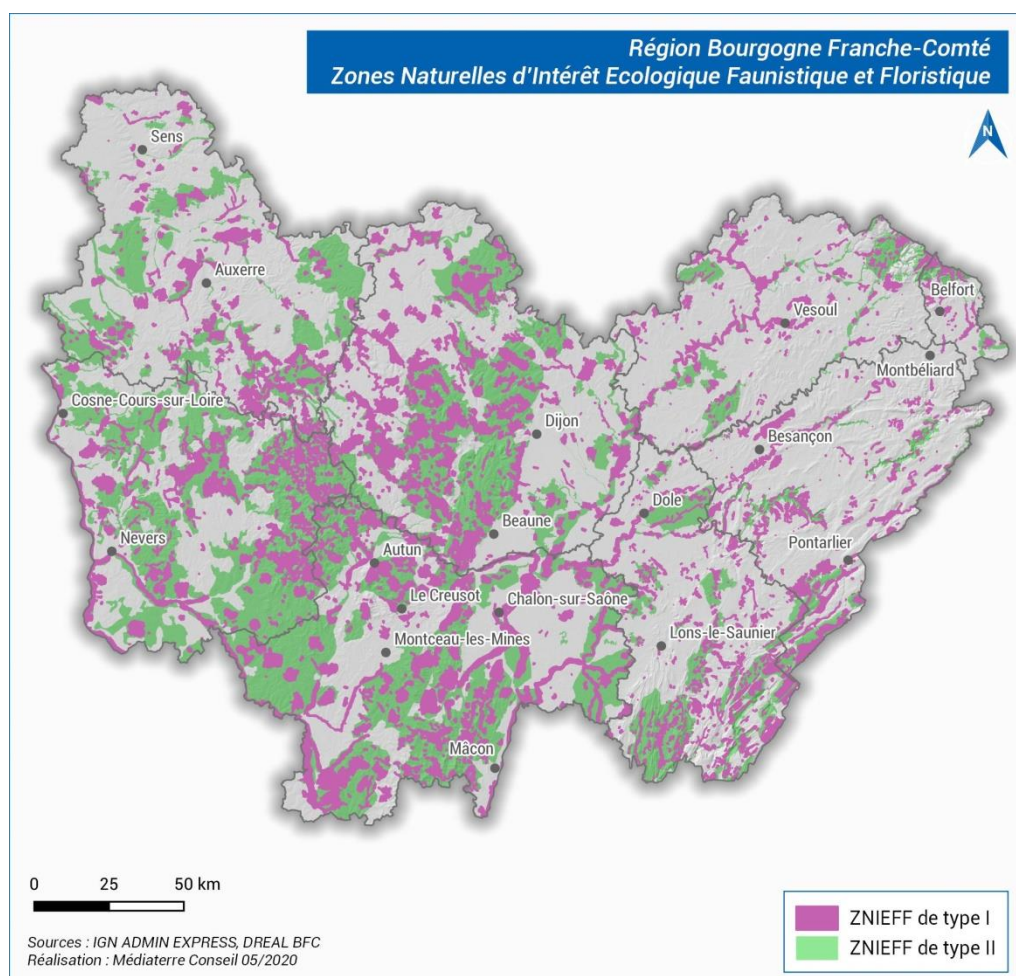 Région Bourgogne Franche-Comté
Zones Naturelles d'Intérêt Ecologique Faunistique et Floristique
N
Sens
Auxerre
Belfort
Vesoul
Montbéliard
Cosne-Cours-sur-Loire
Dijon
Besançon
Dole
Beaune
Nevers
Autun
Pontarlier
Le Creusot
Chalon-sur-Saône
Montceau-les-Mines
Lons-le-Saunier
Mâcon
0 25 50 km
ZNIEFF de type I
ZNIEFF de type II
Sources : IGN ADMIN EXPRESS, DREAL BFC
Réalisation : Médiaterre Conseil 05/2020